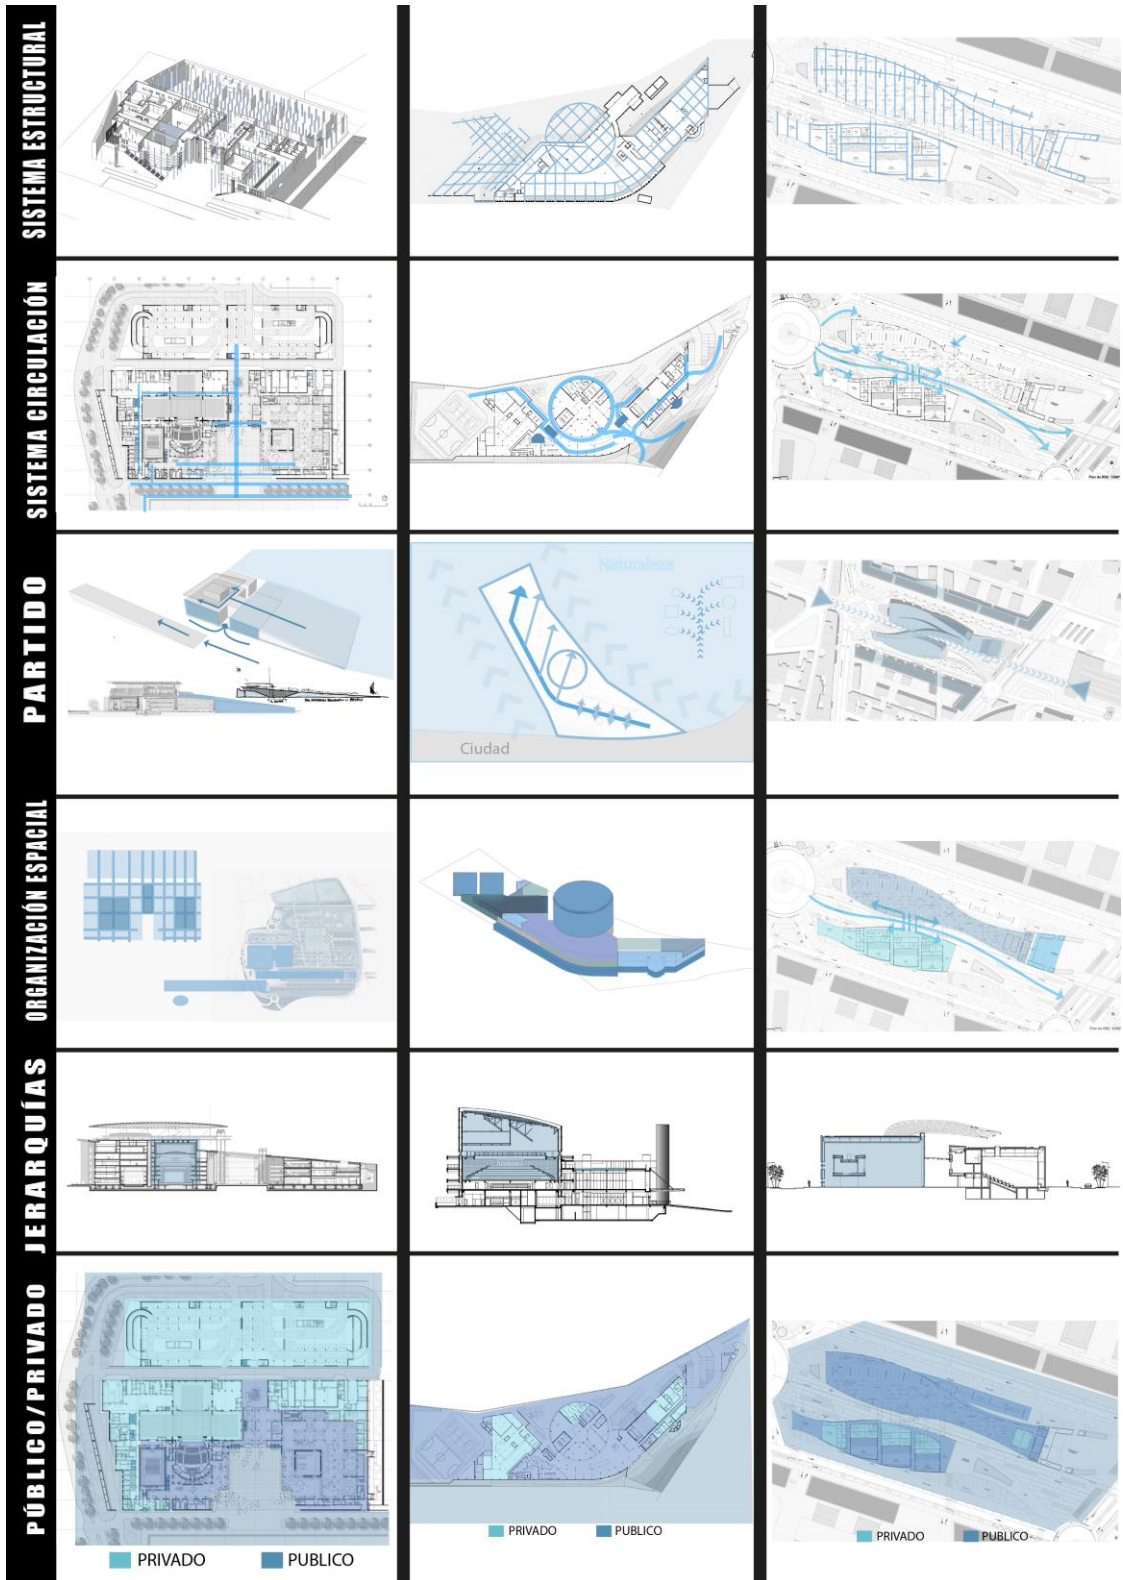 SISTEMA ESTRUCTURAL
SISTEMA CIRCULACIÓN
PARTIDO
Naturaleza
Ciudad
ORGANIZACIÓN ESPACIAL
JERARQUÍAS
PÚBLICO/PRIVADO
PRIVADO
PUBLICO
PRIVADO
PUBLICO
PRIVADO
PUBLICO